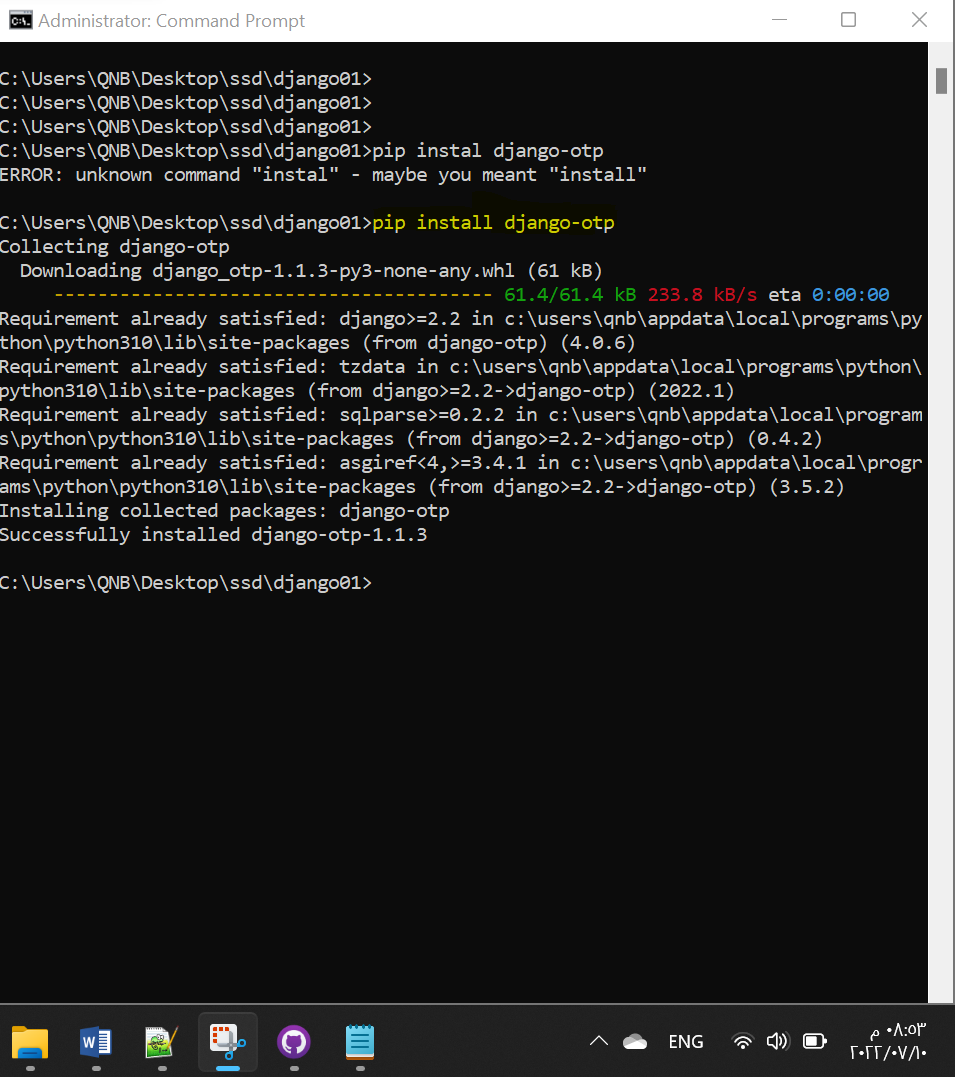 Administrator: Command Prompt
C:\Users\QNB\Desktop\ssd\django01>
C:\Users\QNB\Desktop\ssd\django01>
C:\Users\QNB\Desktop\ssd\django01>
C:\Users\QNB\Desktop\ssd\django01>pip instal django-otp
ERROR: unknown command "instal" - maybe you meant "install"
C:\Users\QNB\Desktop\ssd\django01>pip install django-otp
Collecting django-otp
Downloading django_otp-1.1.3-py3-none-any.whl (61 kB)
---------------------------------------- 61.4/61.4 kB 233.8 kB/s eta 0:00:00
Requirement already satisfied: django>=2.2 in c:\users\qnb\appdata\local\programs\py
thon\python310\lib\site-packages (from django-otp) (4.0.6)
Requirement already satisfied: tzdata in c:\users\qnb\appdata\local\programs\python\
python310\lib\site-packages (from django>=2.2->django-otp) (2022.1)
Requirement already satisfied: sqlparse>=0.2.2 in c:\users\qnb\appdata\local\program
s\python\python310\lib\site-packages (from django>=2.2->django-otp) (0.4.2)
Requirement already satisfied: asgiref<4,>=3.4.1 in c:\users\qnb\appdata\local\progr
ams\python\python310\lib\site-packages (from django>=2.2->django-otp) (3.5.2)
Installing collected packages: django-otp
Successfully installed django-otp-1.1.3
C:\Users\QNB\Desktop\ssd\django01>
ENG
٠٨:٥٣ م
٢٠٢٢/٠٧/١٠